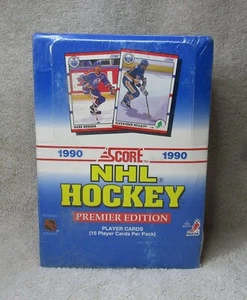 1990 SCORE 1990
NHL
HOCKEY
PREMIER EDITION
PLAYER CARDS
(15 Player Cards Per Pack)